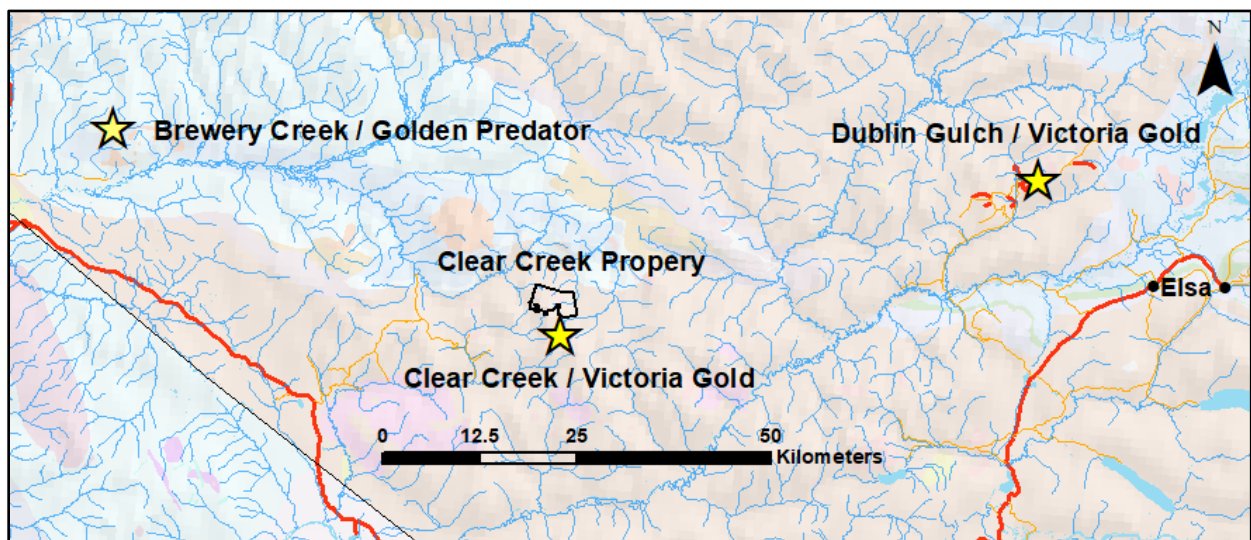 N
Brewery Creek / Golden Predator
Dublin Gulch / Victoria Gold
Clear Creek Propery
Elsa
Clear Creek / Victoria Gold
0 12.5 25 50
Kilometers